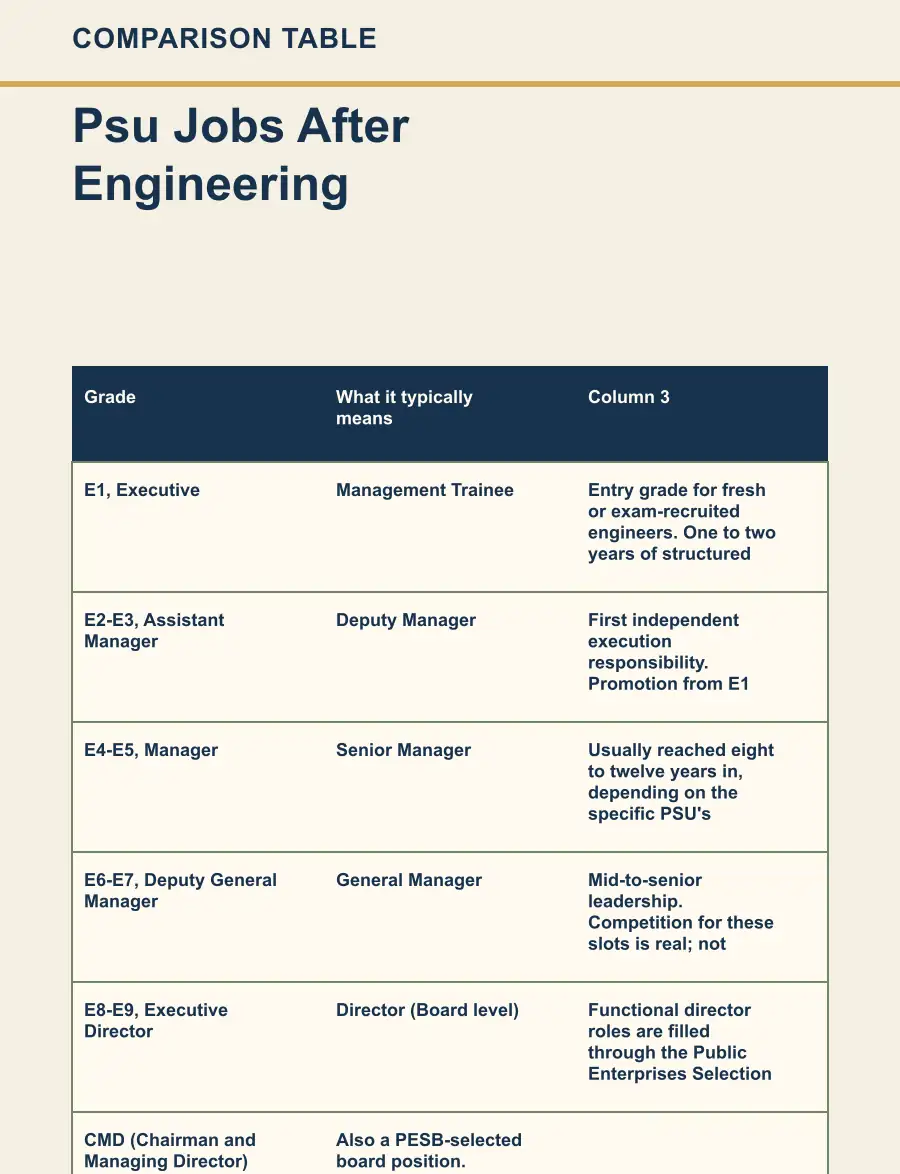 COMPARISON TABLE
Psu Jobs After
Engineering
Grade
What it typically
means
Column 3
E1, Executive
Management Trainee
Entry grade for fresh
or exam-recruited
engineers. One to two
years of structured
E2-E3, Assistant
Manager
Deputy Manager
First independent
execution
responsibility.
Promotion from E1
E4-E5, Manager
Senior Manager
Usually reached eight
to twelve years in,
depending on the
specific PSU's
E6-E7, Deputy General
Manager
General Manager
Mid-to-senior
leadership.
Competition for these
slots is real; not
E8-E9, Executive
Director
Director (Board level)
Functional director
roles are filled
through the Public
Enterprises Selection
CMD (Chairman and
Managing Director)
Also a PESB-selected
board position.